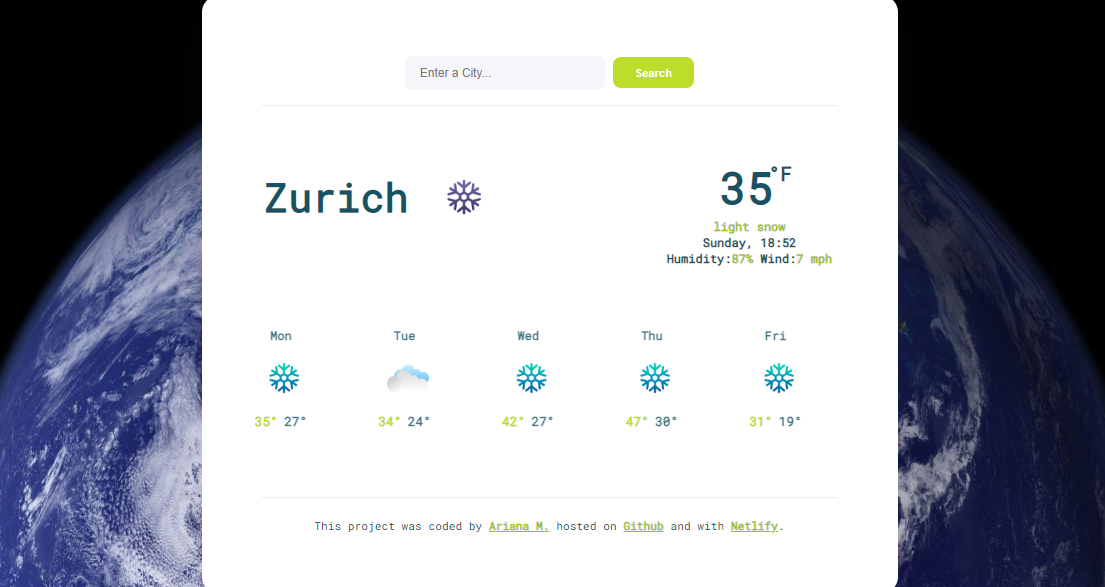 Enter a City... Search
Zurich
35°F
light snow
Sunday, 18:52
Humidity:87% Wind:7 mph
Mon Tue Wed Thu Fri
35° 27° 34° 24° 42° 27° 47° 30° 31° 19°
This project was coded by Ariana M. hosted on Github and with Netlify.